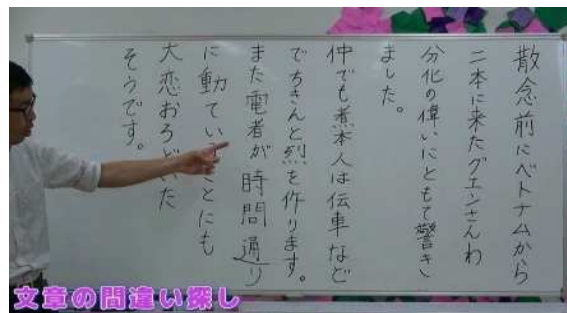 散念前にベトナムから
二本に来たグエンさんわ
分化の偉いにともて警き
ました。
仲でも煮本人は伝車など
でちきんと烈を作ります。
また電者が時間通り
に動ていることにも
大恋おろどいた
そうです。
文章の間違い探し